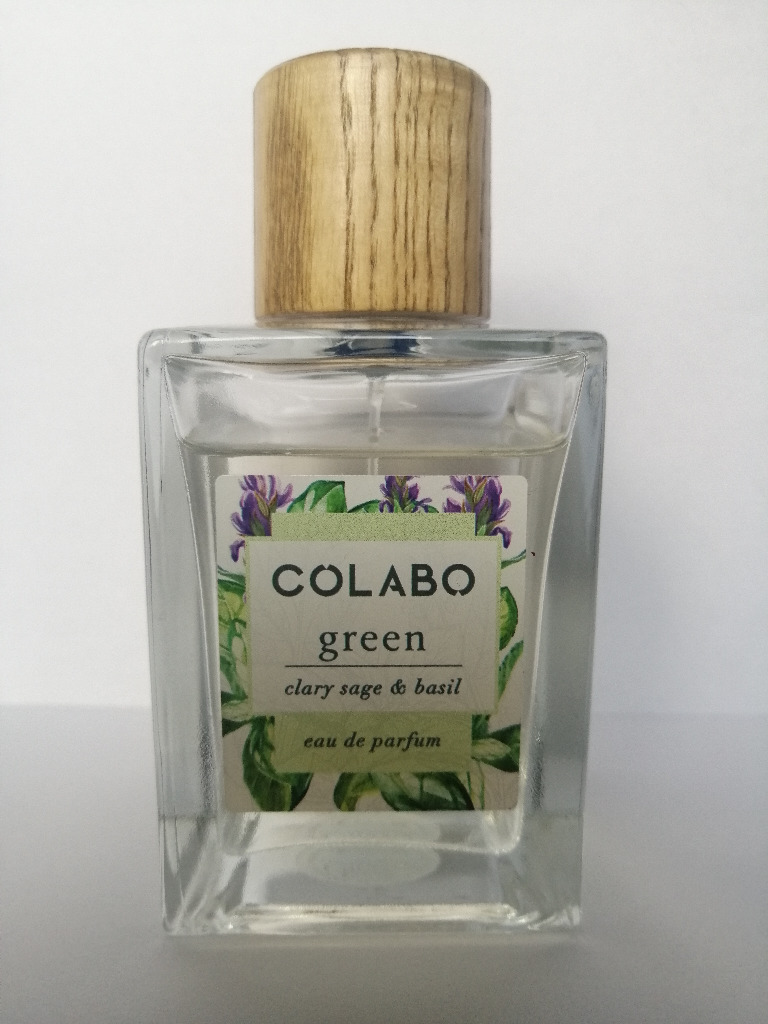 COLABO
green
clary sage & basil
eau de parfum